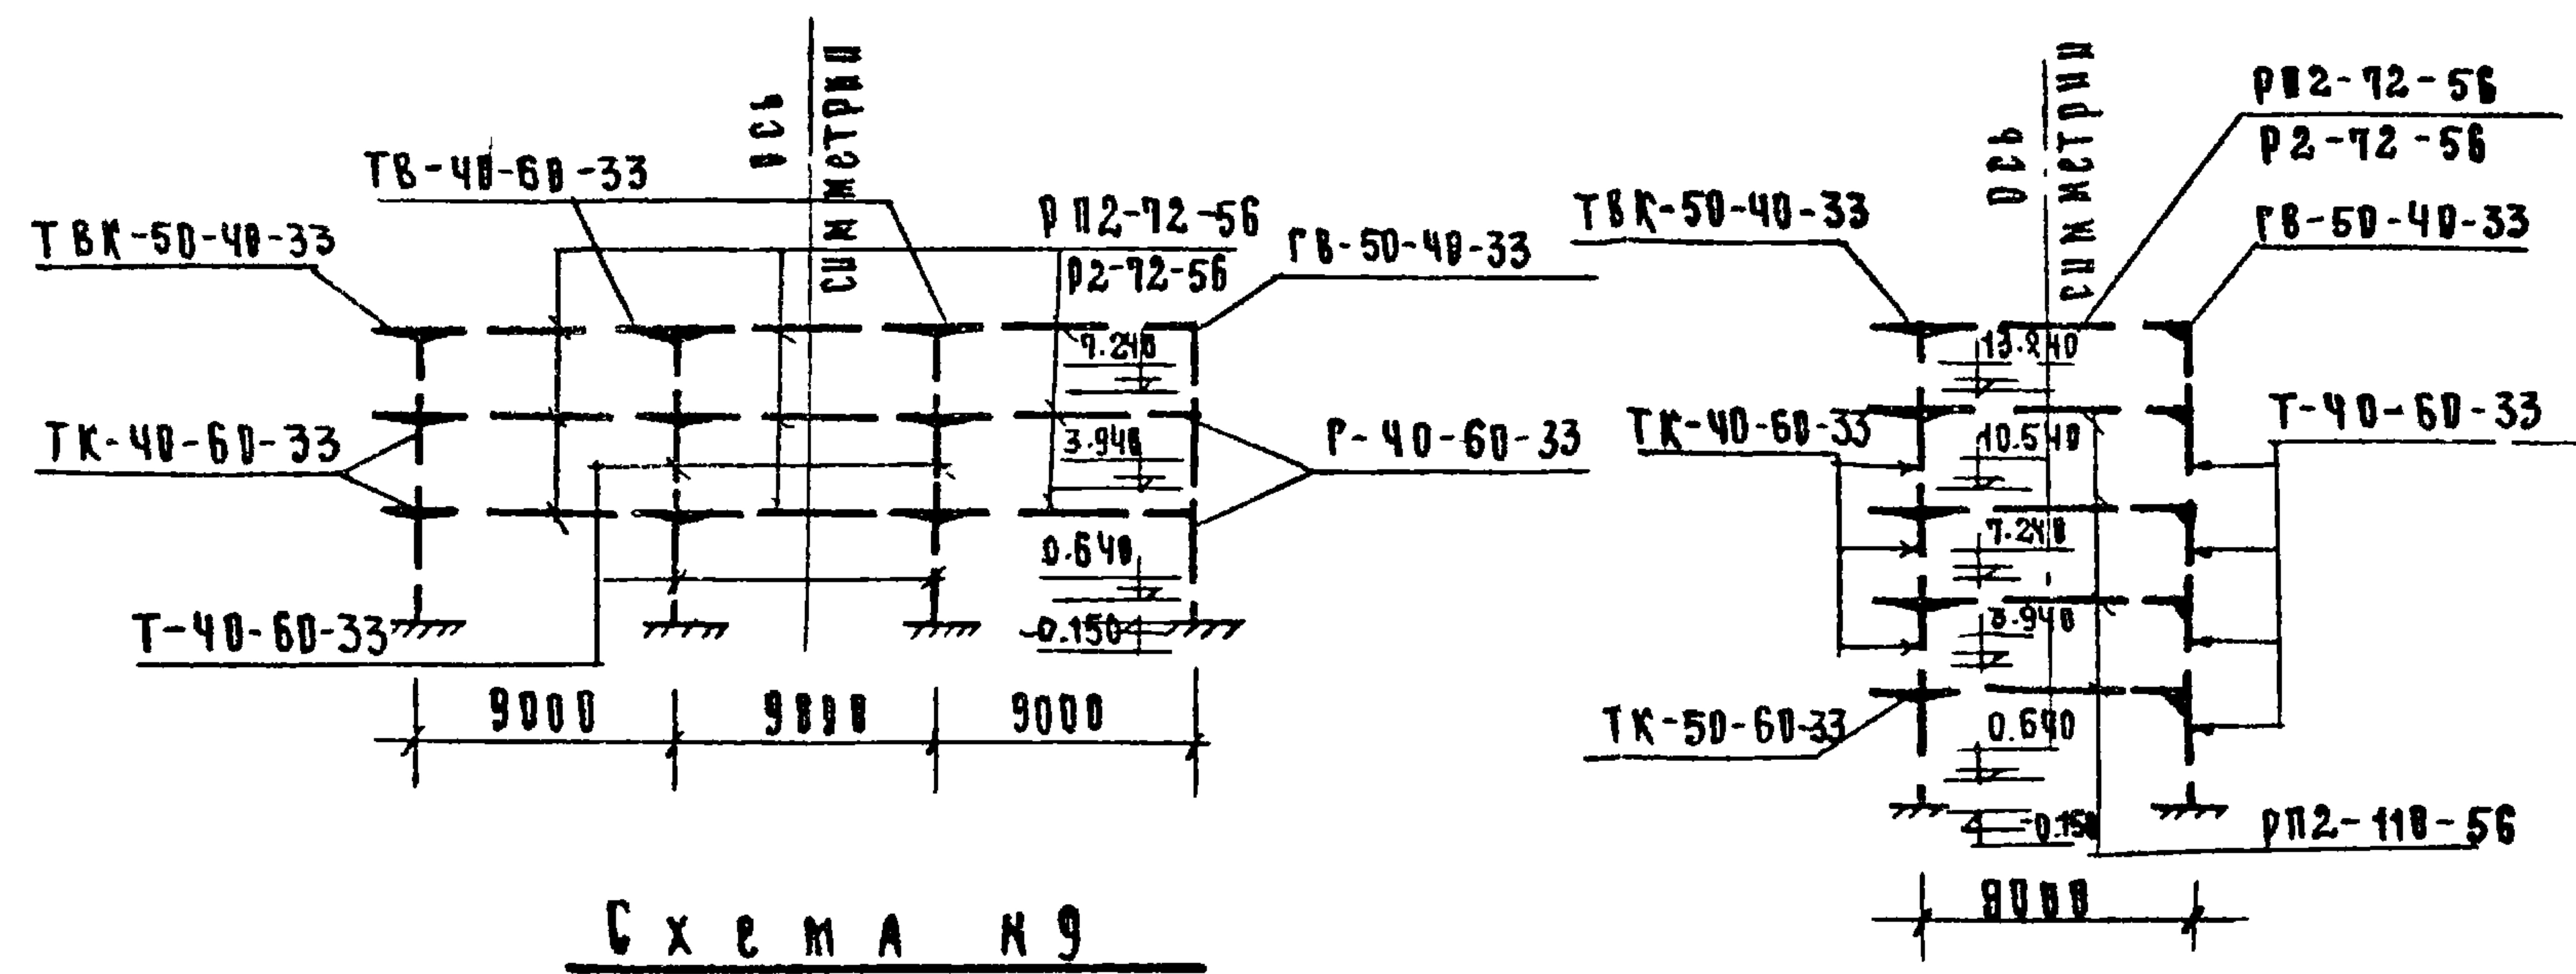 ось
симметрии
ТВ-40-60-33
ТВК-50-40-33
РП2-72-56
Р2-72-56
ГВ-50-40-33
7.240
ТК-40-60-33
3.940
Г-40-60-33
0.640
Т-40-60-33
-0.150
9000
9000
9000
Схема N9
Ось
симметрии
РП2-72-56
Р2-72-56
ТВК-50-40-33
ГВ-50-40-33
13.240
ТК-40-60-33
10.540
Т-40-60-33
7.240
3.940
ТК-50-60-33
0.640
-0.150
РП2-110-56
9000